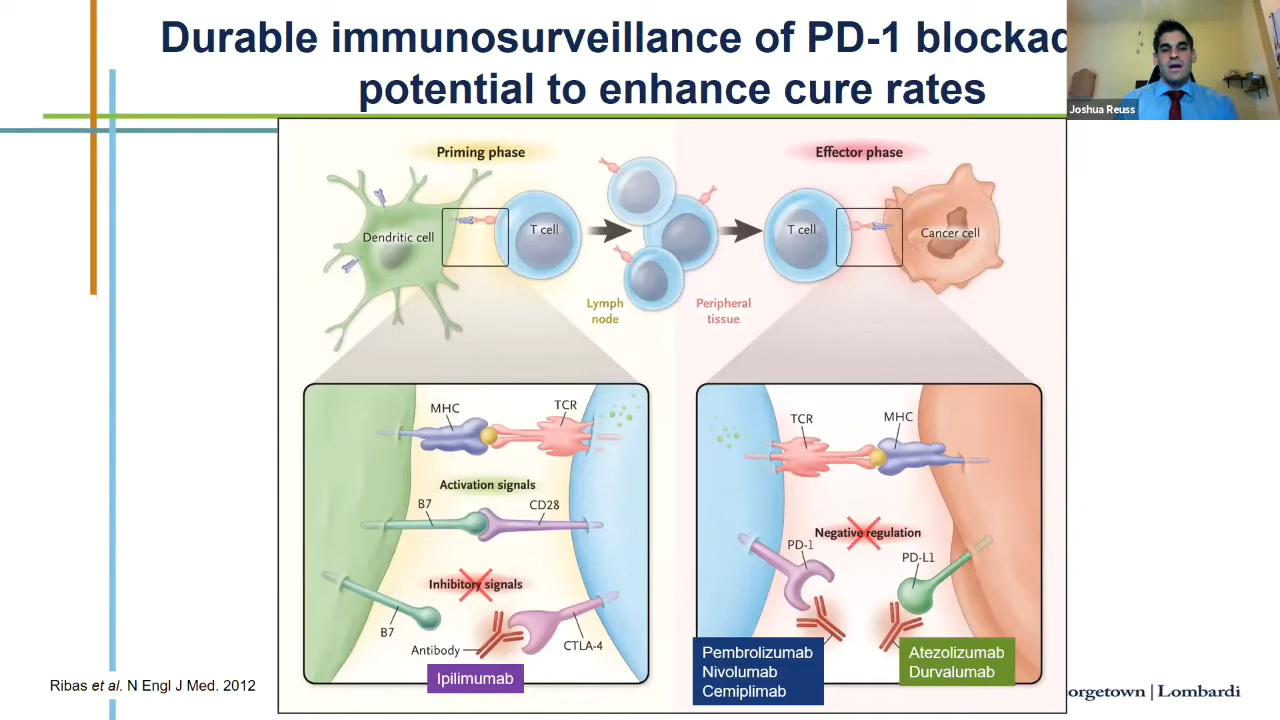 Durable immunosurveillance of PD-1 blockad
potential to enhance cure rates
Joshua Reuss
Priming phase
Effector phase
Dendritic cell
T cell
T cell
Cancer cell
Lymph
node
Peripheral
tissue
MHC
TCR
Activation signals
B7
CD28
Inhibitory signals
B7
Antibody
CTLA-4
Ipilimumab
TCR
MHC
Negative regulation
PD-1
PD-L1
Pembrolizumab
Nivolumab
Cemiplimab
Atezolizumab
Durvalumab
Ribas et al. N Engl J Med. 2012
orgetown | Lombardi